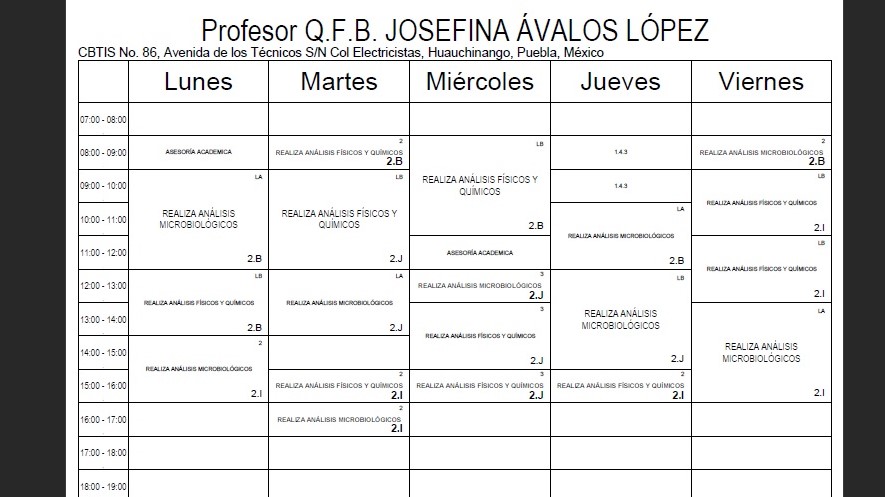 Profesor Q.F.B. JOSEFINA ÁVALOS LÓPEZ
CBTIS No. 86, Avenida de los Técnicos S/N Col Electricistas, Huauchinango, Puebla, México
Lunes Martes Miércoles Jueves Viernes
07:00 - 08:00
08:00 - 09:00
ASESORÍA ACADEMICA
2
REALIZA ANÁLISIS FÍSICOS Y QUÍMICOS
2.B
LB
REALIZA ANÁLISIS FÍSICOS Y
QUÍMICOS
2.B
1.4.3
2
REALIZA ANÁLISIS MICROBIOLÓGICOS
2.B
09:00 - 10:00
LA
REALIZA ANÁLISIS
MICROBIOLÓGICOS
2.B
LB
REALIZA ANÁLISIS FÍSICOS Y
QUÍMICOS
2.J
1.4.3
LB
REALIZA ANÁLISIS FÍSICOS Y QUÍMICOS
2.I
10:00 - 11:00
LA
REALIZA ANÁLISIS MICROBIOLÓGICOS
2.B
11:00 - 12:00
ASESORÍA ACADEMICA
LB
REALIZA ANÁLISIS FÍSICOS Y QUÍMICOS
2.I
12:00 - 13:00
LB
REALIZA ANÁLISIS FÍSICOS Y QUÍMICOS
2.B
LA
REALIZA ANÁLISIS MICROBIOLÓGICOS
2.J
3
REALIZA ANÁLISIS MICROBIOLÓGICOS
2.J
LB
REALIZA ANÁLISIS
MICROBIOLÓGICOS
2.J
13:00 - 14:00
3
REALIZA ANÁLISIS FÍSICOS Y QUÍMICOS
2.J
LA
REALIZA ANÁLISIS
MICROBIOLÓGICOS
2.I
14:00 - 15:00
2
REALIZA ANÁLISIS MICROBIOLÓGICOS
2.I
15:00 - 16:00
2
REALIZA ANÁLISIS FÍSICOS Y QUÍMICOS
2.I
3
REALIZA ANÁLISIS FÍSICOS Y QUÍMICOS
2.J
2
REALIZA ANÁLISIS FÍSICOS Y QUÍMICOS
2.I
16:00 - 17:00
2
REALIZA ANÁLISIS MICROBIOLÓGICOS
2.I
17:00 - 18:00
18:00 - 19:00